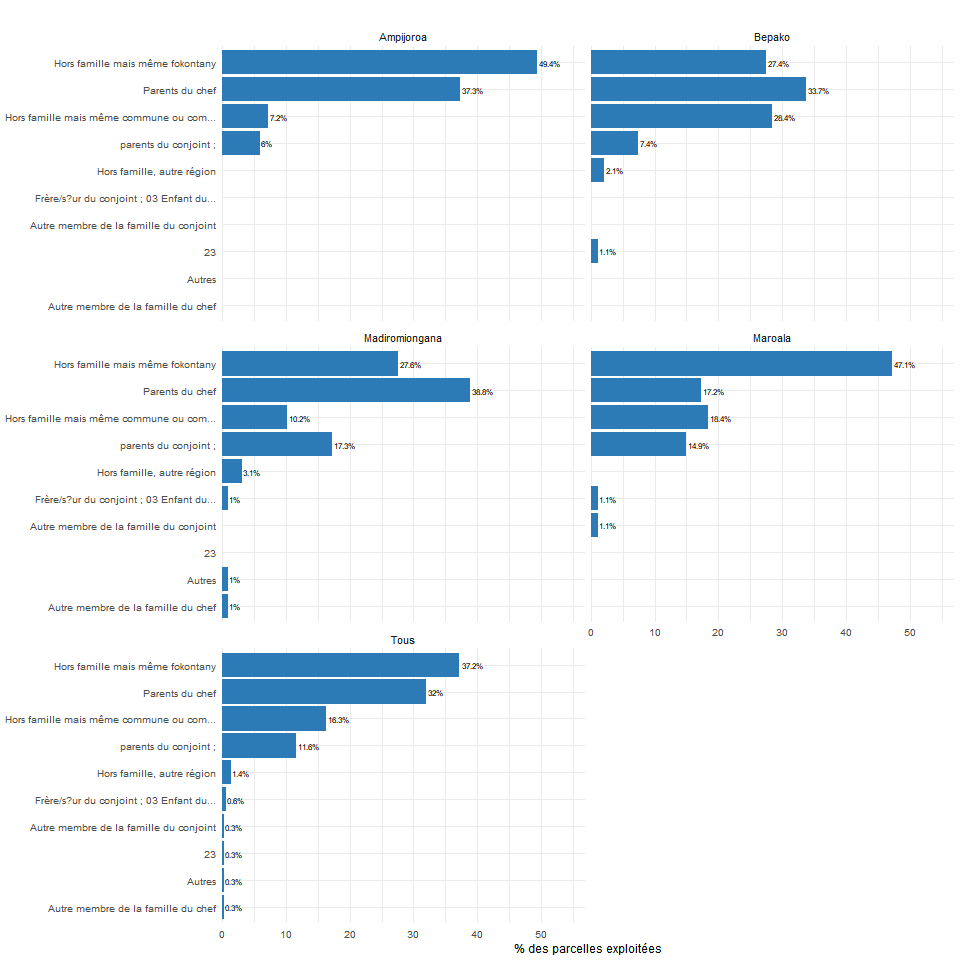 Ampijoroa
Bepako
Hors famille mais même fokontany
49.4%
27.4%
Parents du chef
37.3%
33.7%
Hors famille mais même commune ou com...
7.2%
28.4%
parents du conjoint ;
6%
7.4%
Hors famille, autre région
2.1%
Frère/s?ur du conjoint ; 03 Enfant du...
Autre membre de la famille du conjoint
23
1.1%
Autres
Autre membre de la famille du chef
Madiromiongana
Maroala
Hors famille mais même fokontany
27.6%
47.1%
Parents du chef
38.8%
17.2%
Hors famille mais même commune ou com...
10.2%
18.4%
parents du conjoint ;
17.3%
14.9%
Hors famille, autre région
3.1%
Frère/s?ur du conjoint ; 03 Enfant du...
1%
1.1%
Autre membre de la famille du conjoint
1.1%
23
Autres
1%
Autre membre de la famille du chef
1%
0 10 20 30 40 50
Tous
Hors famille mais même fokontany
37.2%
Parents du chef
32%
Hors famille mais même commune ou com...
16.3%
parents du conjoint ;
11.6%
Hors famille, autre région
1.4%
Frère/s?ur du conjoint ; 03 Enfant du...
0.6%
Autre membre de la famille du conjoint
0.3%
23
0.3%
Autres
0.3%
Autre membre de la famille du chef
0.3%
0 10 20 30 40 50
% des parcelles exploitées